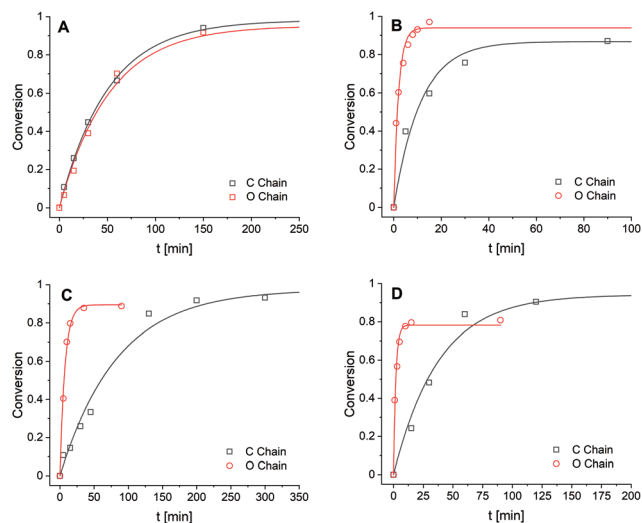 A
Conversion
1
0.8
0.6
0.4
0.2
0
C Chain
O Chain
0 50 100 150 200 250
t [min]
B
Conversion
1
0.8
0.6
0.4
0.2
0
C Chain
O Chain
0 20 40 60 80 100
t [min]
C
Conversion
1
0.8
0.6
0.4
0.2
0
C Chain
O Chain
0 50 100 150 200 250 300 350
t [min]
D
Conversion
1
0.8
0.6
0.4
0.2
0
C Chain
O Chain
0 25 50 75 100 125 150 175 200
t [min]